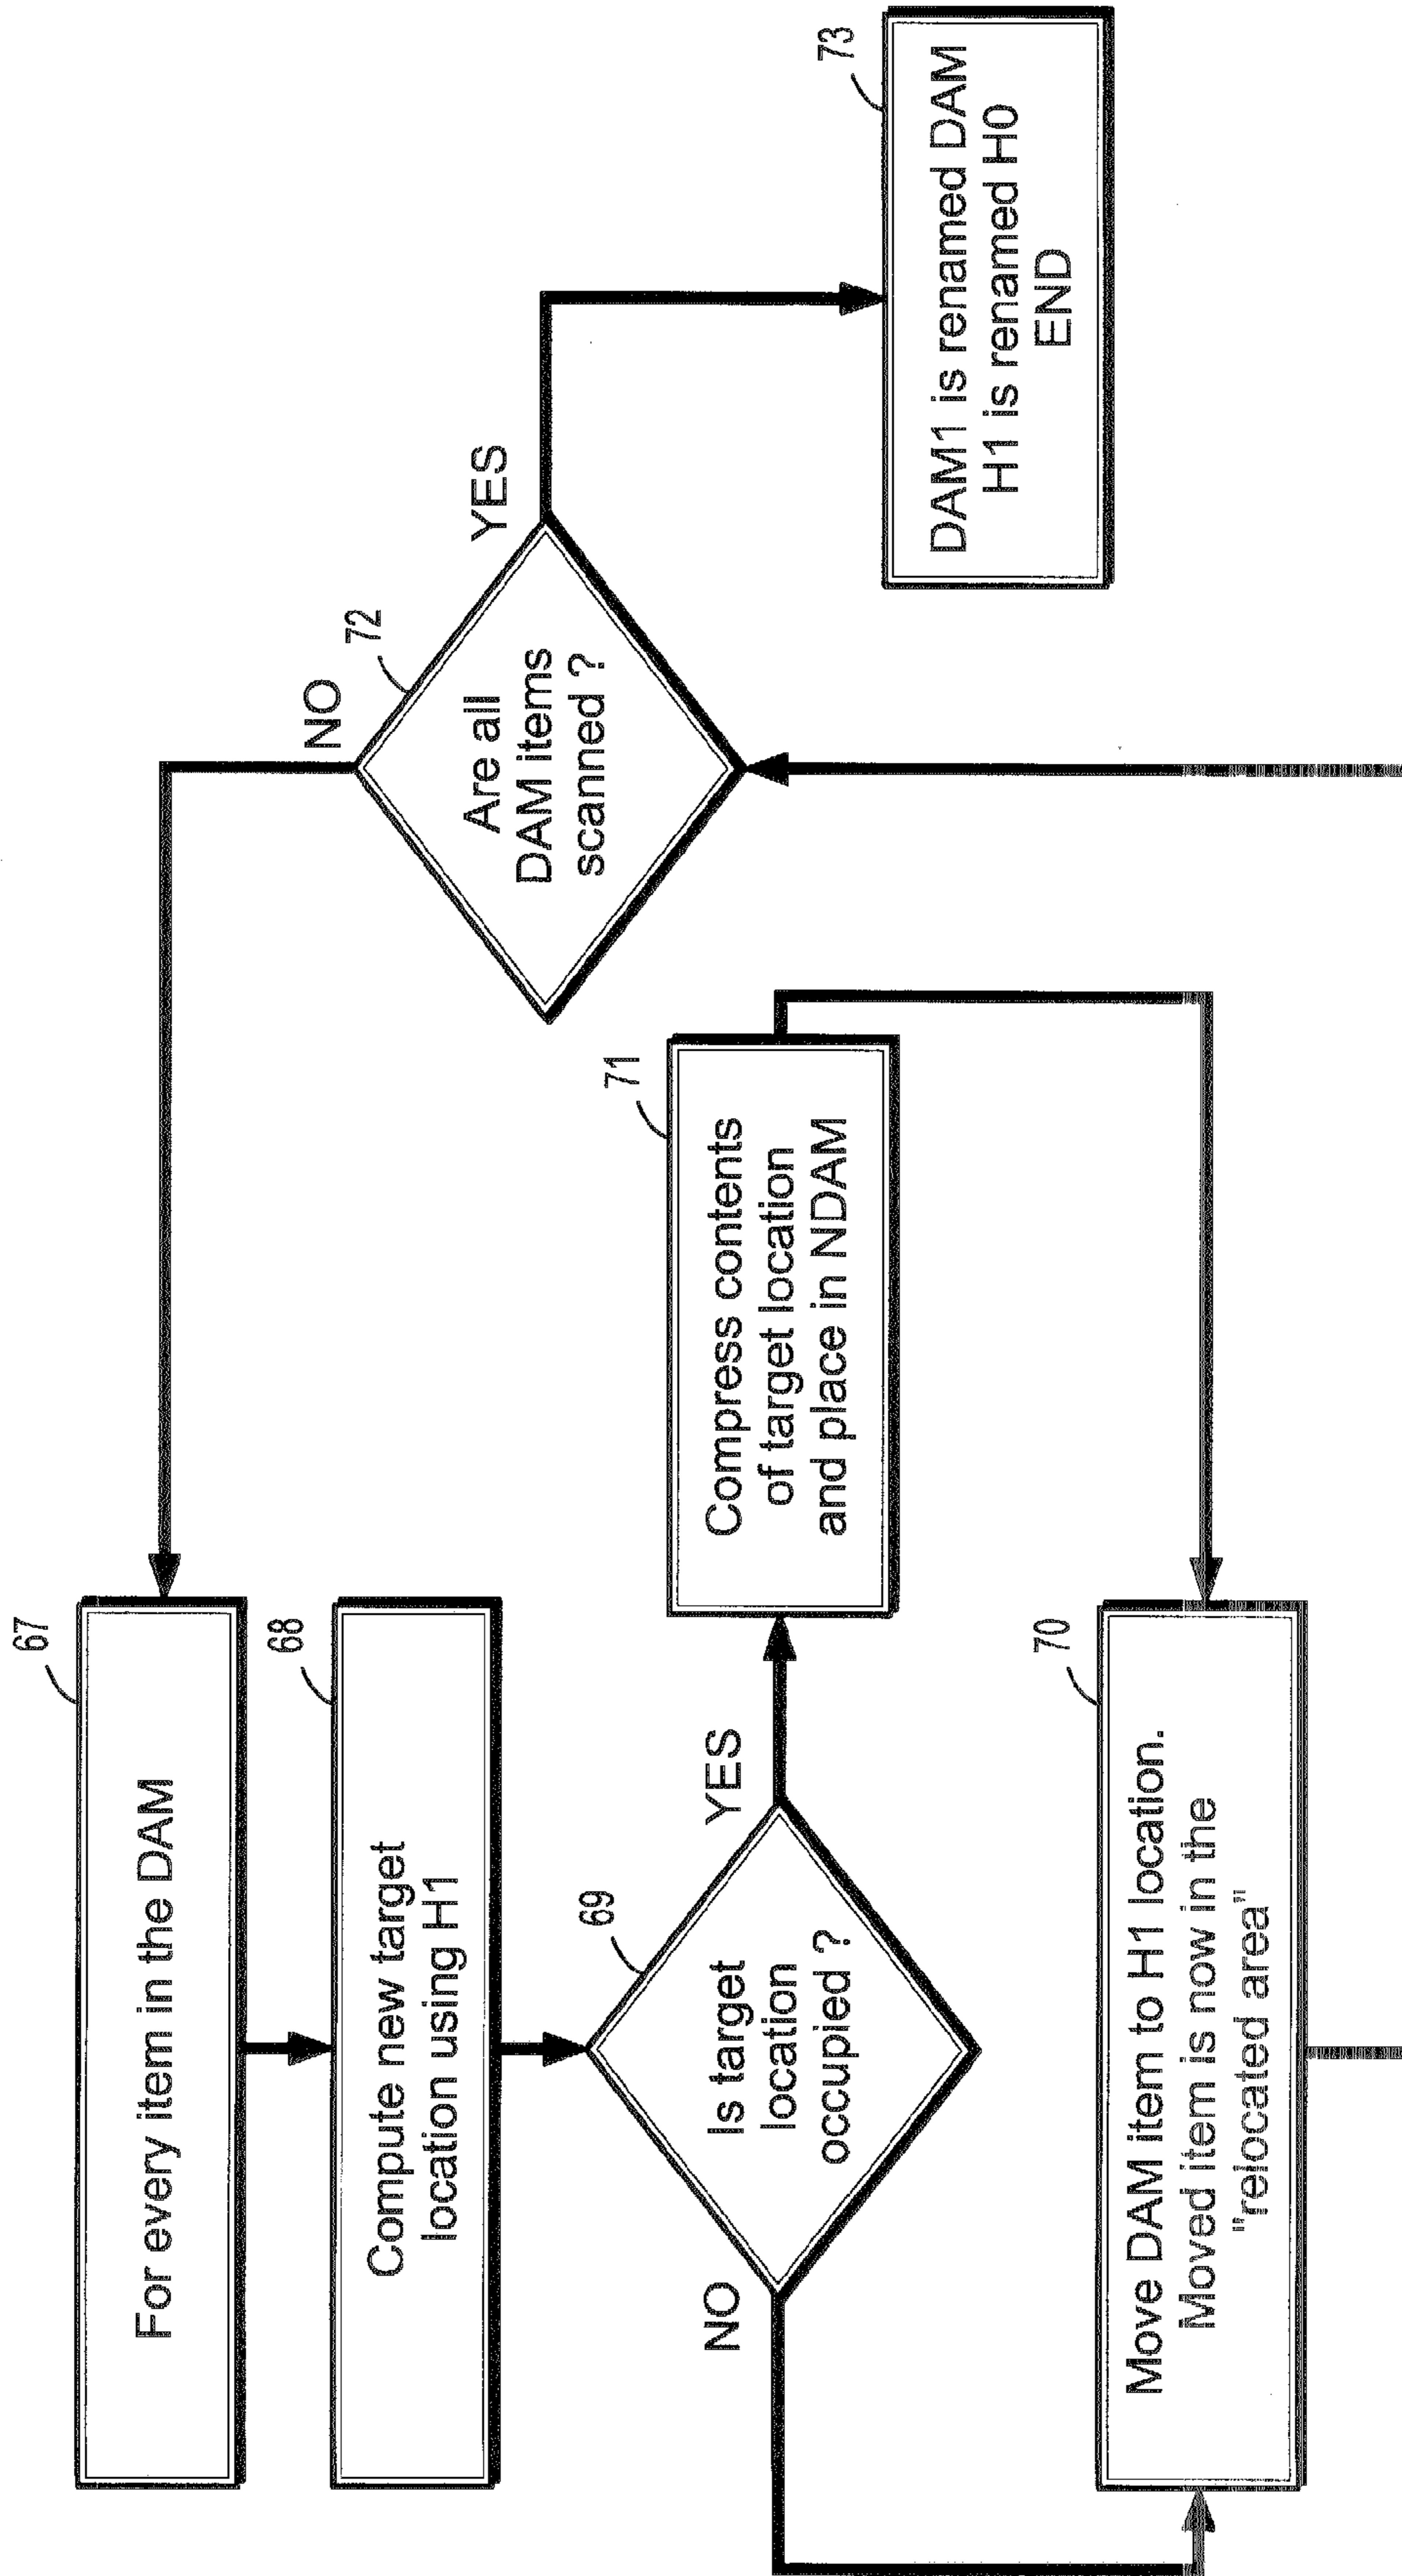 67
For every item in the DAM
68
Compute new target
location using H1
69
Is target
location
occupied ?
NO
YES
71
Compress contents
of target location
and place in NDAM
70
Move DAM item to H1 location.
Moved item is now in the
"relocated area"
72
Are all
DAM items
scanned ?
NO
YES
73
DAM1 is renamed DAM
H1 is renamed H0
END